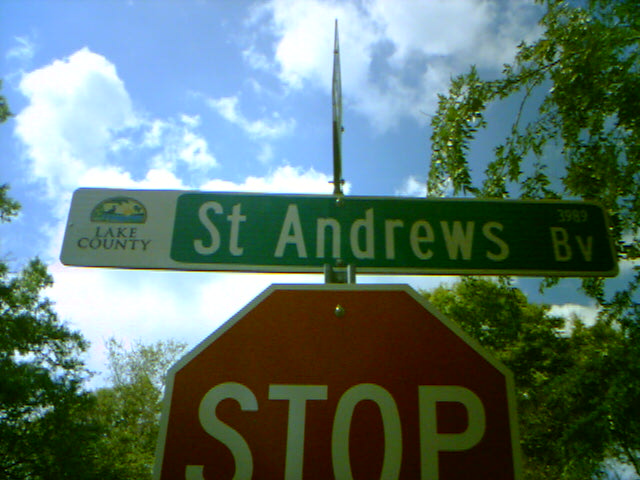 LAKE
COUNTY
St Andrews 3989 Bv
STOP